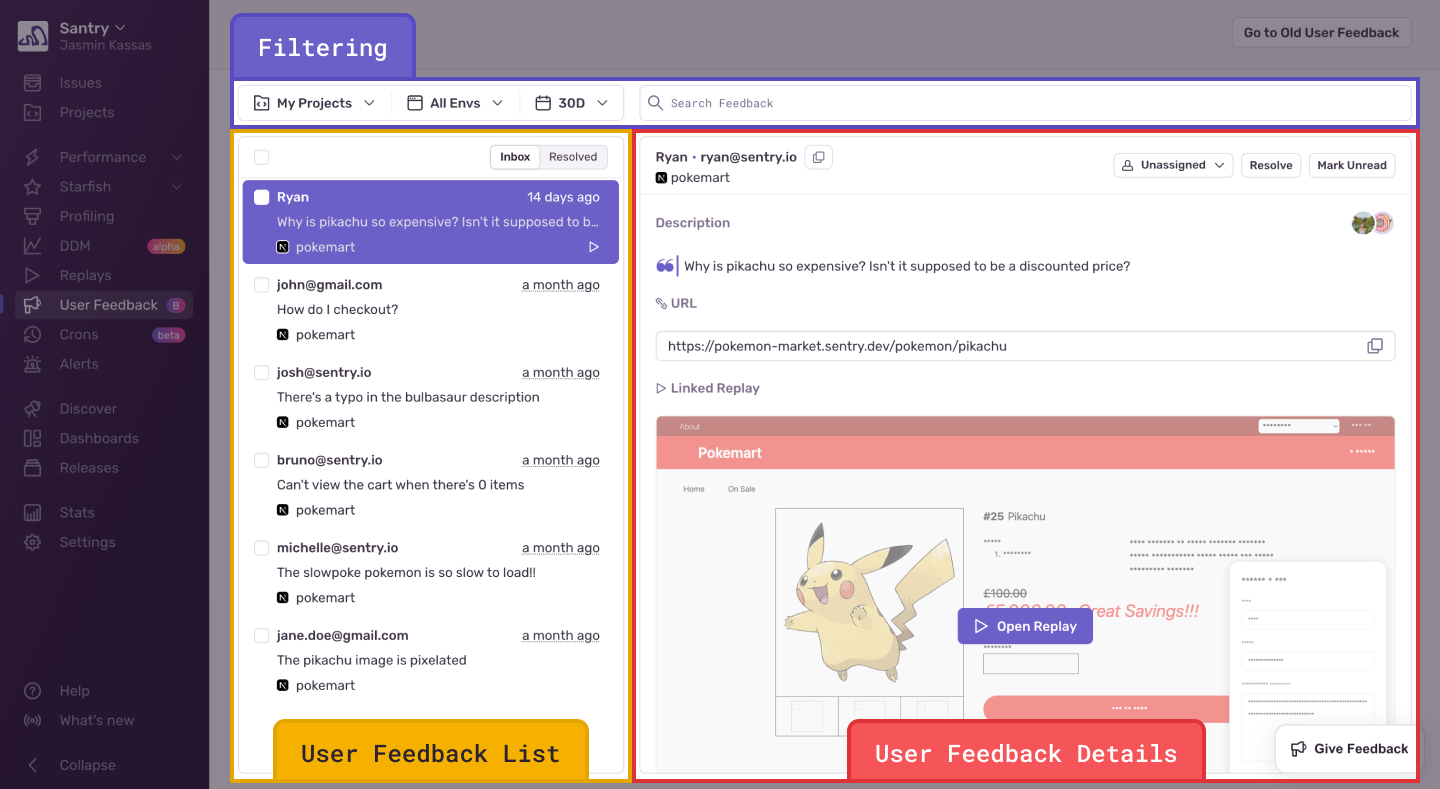 Santry
Jasmin Kassas
Issues
Projects
Performance
Starfish
Profiling
DDM alpha
Replays
User Feedback B
Crons beta
Alerts
Discover
Dashboards
Releases
Stats
Settings
Help
What's new
Collapse
Filtering
Go to Old User Feedback
My Projects All Envs 30D Search Feedback
Inbox Resolved
Ryan 14 days ago
Why is pikachu so expensive? Isn't it supposed to b...
N pokemart
john@gmail.com a month ago
How do I checkout?
N pokemart
josh@sentry.io a month ago
There's a typo in the bulbasaur description
N pokemart
bruno@sentry.io a month ago
Can't view the cart when there's 0 items
N pokemart
michelle@sentry.io a month ago
The slowpoke pokemon is so slow to load!!
N pokemart
jane.doe@gmail.com a month ago
The pikachu image is pixelated
N pokemart
User Feedback List
Ryan • ryan@sentry.io
N pokemart
Unassigned Resolve Mark Unread
Description
Why is pikachu so expensive? Isn't it supposed to be a discounted price?
URL
https://pokemon-market.sentry.dev/pokemon/pikachu
Linked Replay
About
Pokemart
Home On Sale
#25 Pikachu
1.
£100.00
Great Savings!!!
Open Replay
User Feedback Details
Give Feedback